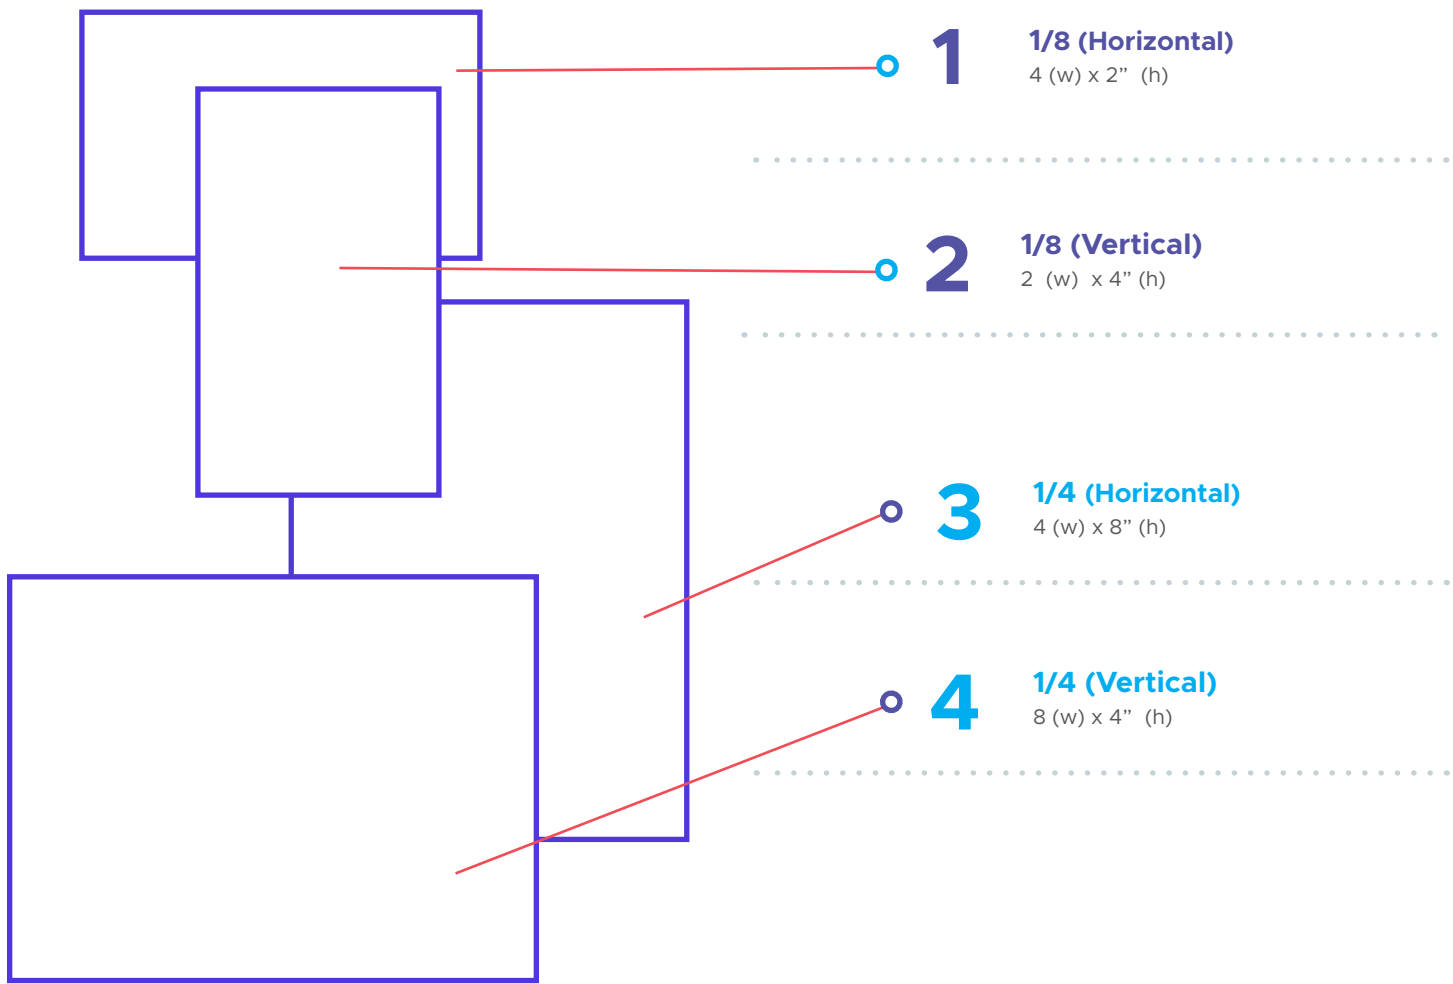 1
1/8 (Horizontal)
4 (w) x 2” (h)
2
1/8 (Vertical)
2 (w) x 4” (h)
3
1/4 (Horizontal)
4 (w) x 8” (h)
4
1/4 (Vertical)
8 (w) x 4” (h)